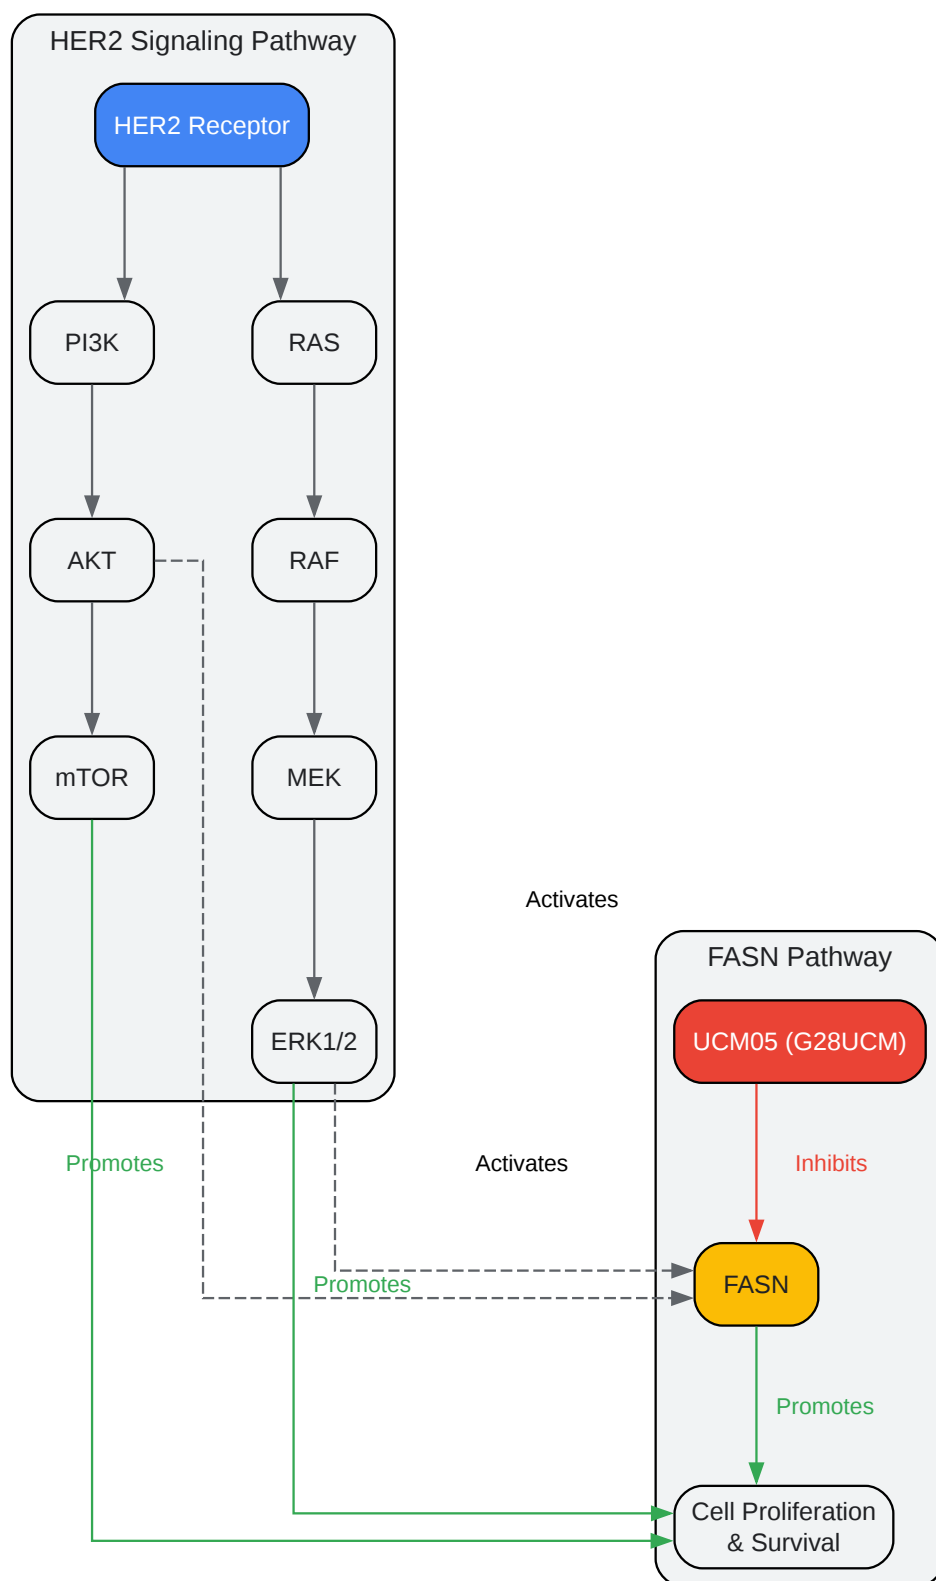 HER2 Signaling Pathway
HER2 Receptor
PI3K
RAS
AKT
RAF
mTOR
MEK
Activates
FASN Pathway
ERK1/2
UCM05 (G28UCM)
Promotes
Activates
Inhibits
Promotes
FASN
Promotes
Cell Proliferation
& Survival